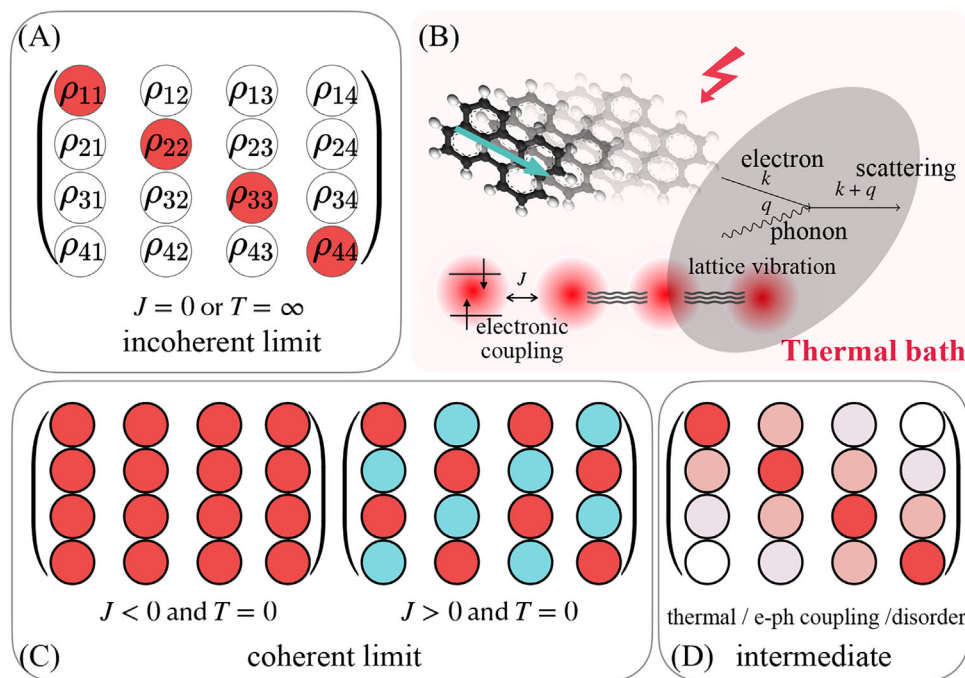 (A)
ρ11 ρ12 ρ13 ρ14
ρ21 ρ22 ρ23 ρ24
ρ31 ρ32 ρ33 ρ34
ρ41 ρ42 ρ43 ρ44
J = 0 or T = ∞
incoherent limit
(B)
electron
scattering
k
k + q
q
phonon
lattice vibration
J
electronic
coupling
Thermal bath
J < 0 and T = 0
J > 0 and T = 0
(C)
coherent limit
thermal / e-ph coupling /disorder
(D)
intermediate